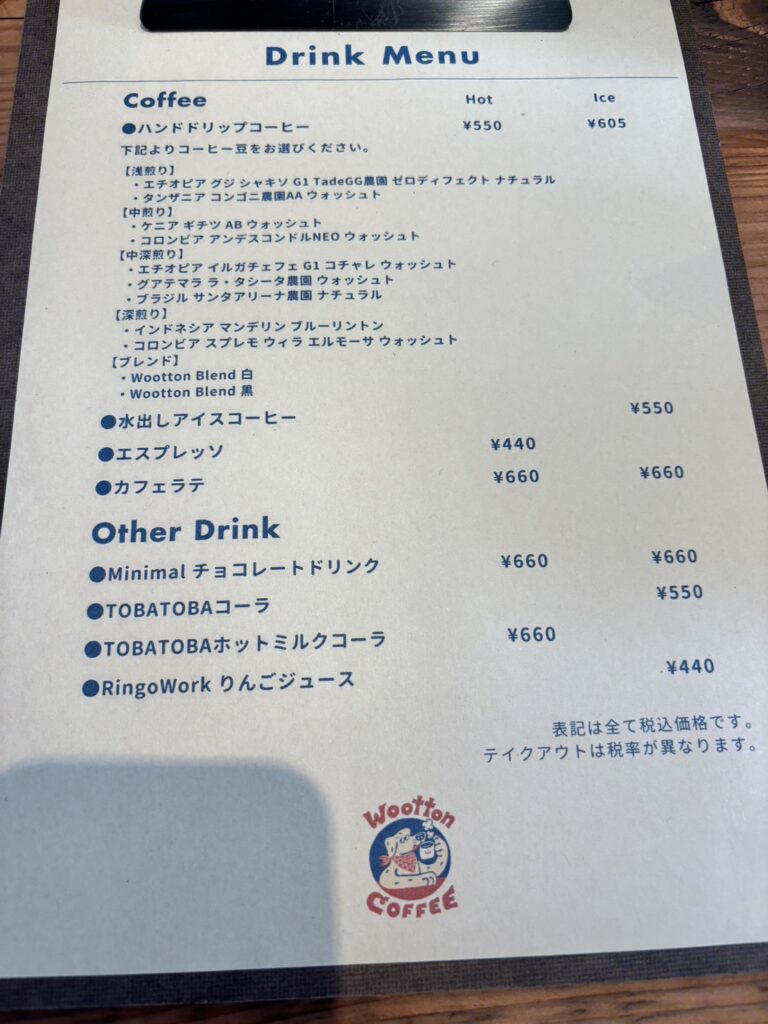 Drink Menu
Coffee Hot Ice
●ハンドドリップコーヒー ¥550 ¥605
下記よりコーヒー豆をお選びください。
【浅煎り】
・エチオピア グジ シャキソ G1 TadeGG農園 ゼロディフェクト ナチュラル
・タンザニア コンゴニ農園AA ウォッシュト
【中煎り】
・ケニア ギチツ AB ウォッシュト
・コロンビア アンデスコンドルNEO ウォッシュト
【中深煎り】
・エチオピア イルガチェフェ G1 コチャレ ウォッシュト
・グアテマラ ラ・タシータ農園 ウォッシュト
・ブラジル サンタアリーナ農園 ナチュラル
【深煎り】
・インドネシア マンデリン ブルーリントン
・コロンビア スプレモ ウィラ エルモーサ ウォッシュト
【ブレンド】
・Wootton Blend 白
・Wootton Blend 黒
●水出しアイスコーヒー ¥550
●エスプレッソ ¥440
●カフェラテ ¥660 ¥660
Other Drink
●Minimal チョコレートドリンク ¥660 ¥660
●TOBATOBAコーラ ¥550
●TOBATOBAホットミルクコーラ ¥660
●RingoWork りんごジュース ¥440
表記は全て税込価格です。
テイクアウトは税率が異なります。
Wootton
COFFEE